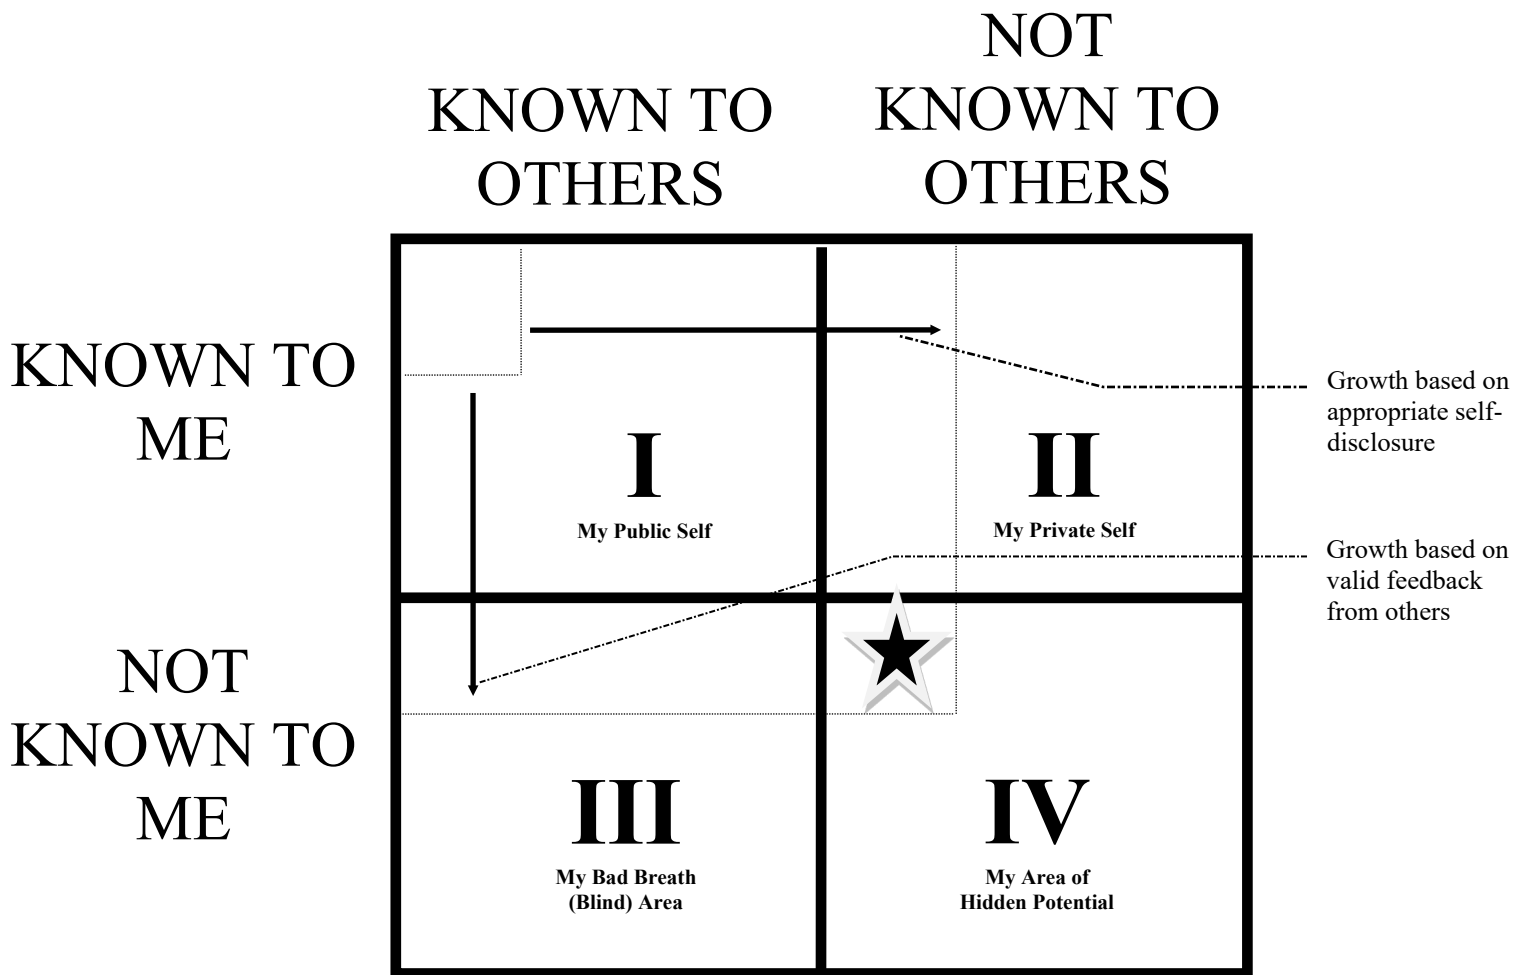 NOT
KNOWN TO
OTHERS
KNOWN TO
OTHERS
KNOWN TO
ME
I
My Public Self
II
My Private Self
Growth based on
appropriate self-
disclosure
Growth based on
valid feedback
from others
NOT
KNOWN TO
ME
III
My Bad Breath
(Blind) Area
IV
My Area of
Hidden Potential